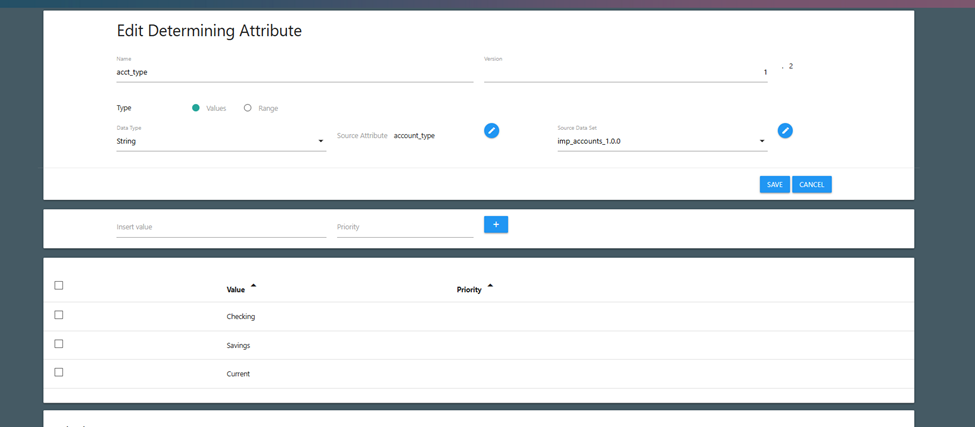 Edit Determining Attribute
Name
Version
acct_type
1 . 2
Type Values Range
Data Type
Source Data Set
String
Source Attribute account_type
imp_accounts_1.0.0
SAVE CANCEL
Insert value Priority +
Value Priority
Checking
Savings
Current